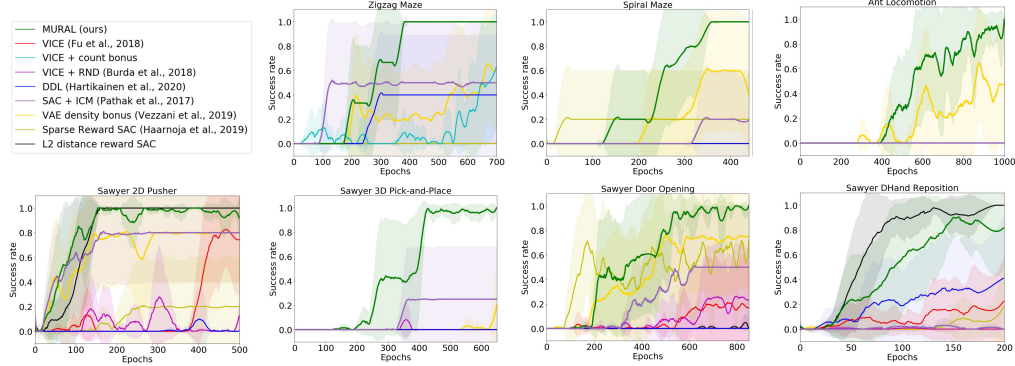 MURAL (ours)
VICE (Fu et al., 2018)
VICE + count bonus
VICE + RND (Burda et al., 2018)
DDL (Hartikainen et al., 2020)
SAC + ICM (Pathak et al., 2017)
VAE density bonus (Vezzani et al., 2019)
Sparse Reward SAC (Haarnoja et al., 2019)
L2 distance reward SAC
Zigzag Maze
Success rate
1.0
0.8
0.6
0.4
0.2
0.0
0 100 200 300 400 500 600 700
Epochs
Spiral Maze
Success rate
1.0
0.8
0.6
0.4
0.2
0.0
0 100 200 300 400
Epochs
Ant Locomotion
Success rate
1.0
0.8
0.6
0.4
0.2
0.0
0 200 400 600 800 1000
Epochs
Sawyer 2D Pusher
Success rate
1.0
0.8
0.6
0.4
0.2
0.0
0 100 200 300 400 500
Epochs
Sawyer 3D Pick-and-Place
Success rate
1.0
0.8
0.6
0.4
0.2
0.0
0 100 200 300 400 500 600
Epochs
Sawyer Door Opening
Success rate
1.0
0.8
0.6
0.4
0.2
0.0
0 200 400 600 800
Epochs
Sawyer DHand Reposition
Success rate
1.0
0.8
0.6
0.4
0.2
0.0
0 50 100 150 200
Epochs